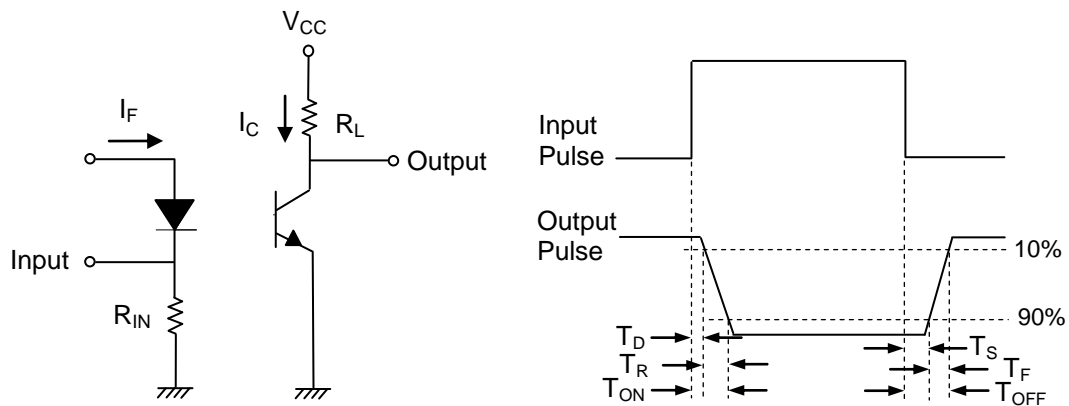 V_CC
I_F
I_C
R_L
Output
Input
R_IN
Input
Pulse
Output
Pulse
10%
90%
T_D
T_R
T_ON
T_S
T_F
T_OFF